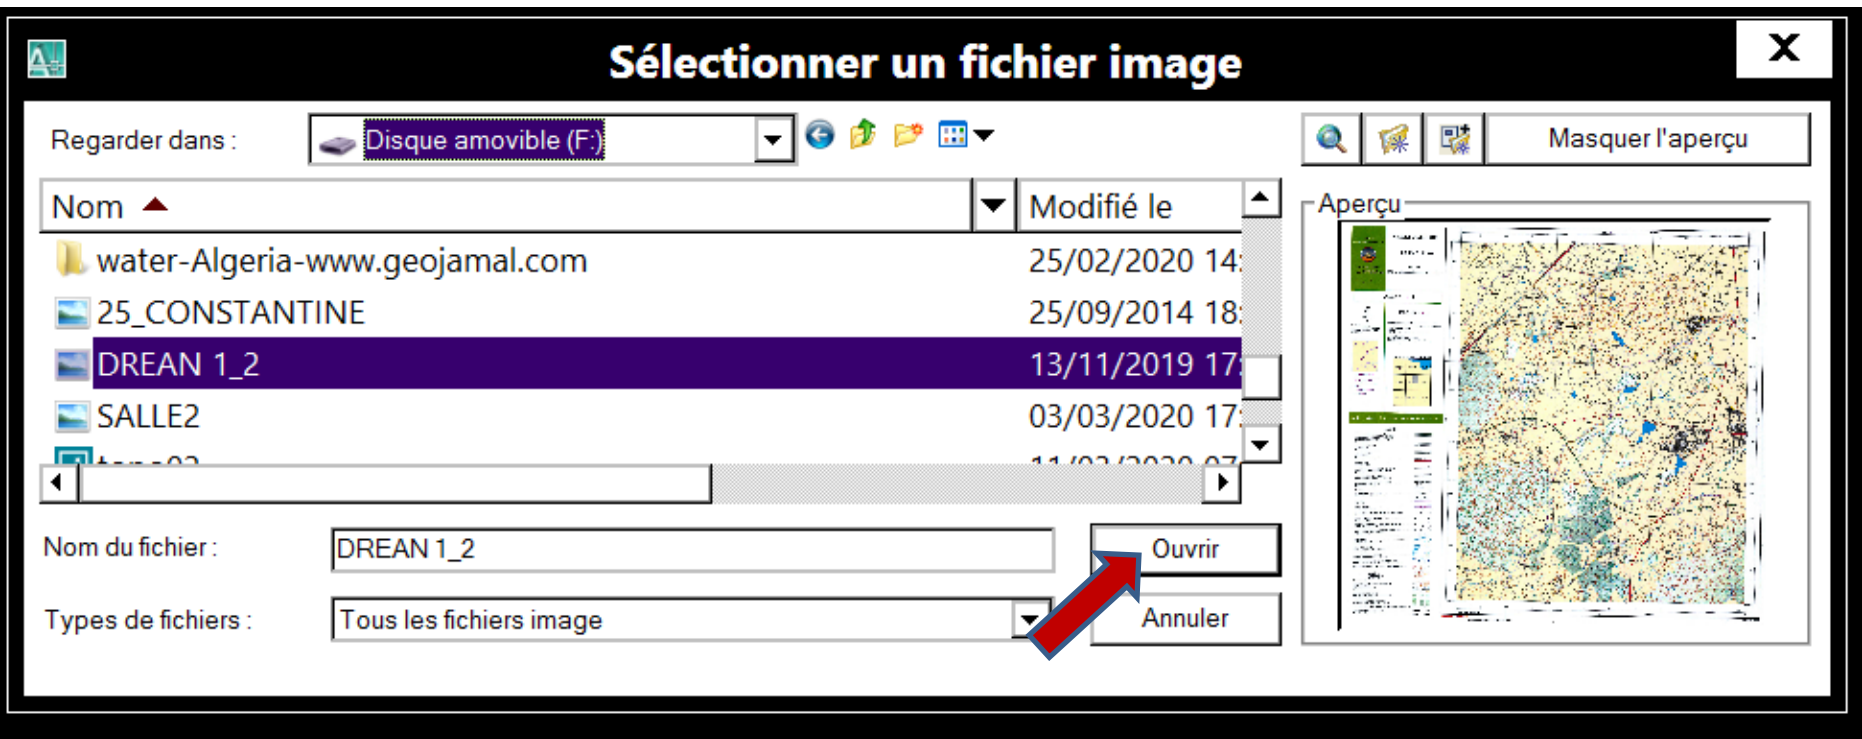 Sélectionner un fichier image
X
Regarder dans :
Disque amovible (F:)
Masquer l'aperçu
Nom
Modifié le
Aperçu
water-Algeria-www.geojamal.com 25/02/2020 14:
25_CONSTANTINE 25/09/2014 18:
DREAN 1_2 13/11/2019 17:
SALLE2 03/03/2020 17:
Nom du fichier :
DREAN 1_2
Ouvrir
Types de fichiers :
Tous les fichiers image
Annuler